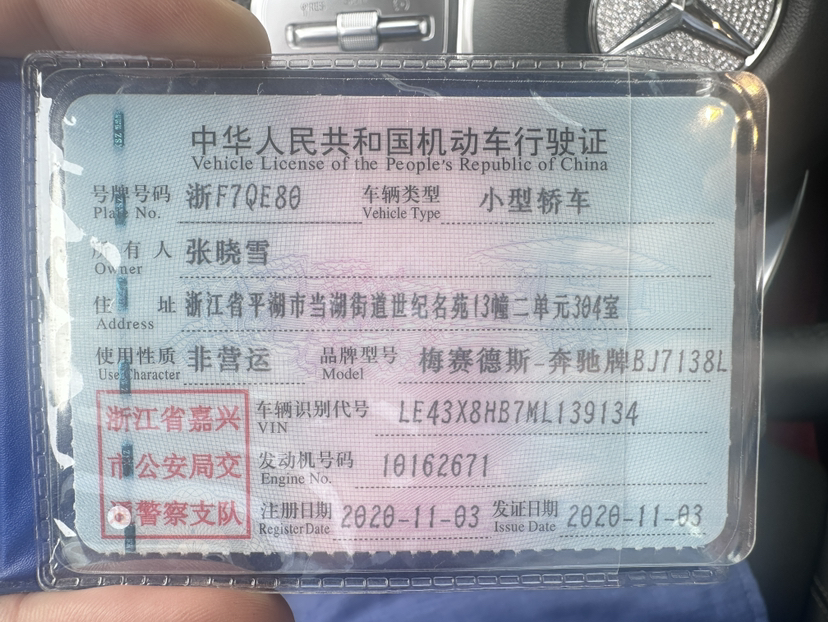 中华人民共和国机动车行驶证
Vehicle License of the People's Republic of China
号牌号码 浙F7QE80 车辆类型 小型轿车
Plate No. Vehicle Type
所有人 张晓雪
Owner
住址 浙江省平湖市当湖街道世纪名苑13幢二单元304室
Address
使用性质 非营运 品牌型号 梅赛德斯-奔驰牌BJ7138L
Use Character Model
浙江省嘉兴
市公安局交
通警察支队
车辆识别代号 LE43X8HB7ML139134
VIN
发动机号码 10162671
Engine No.
注册日期 2020-11-03 发证日期 2020-11-03
Register Date Issue Date